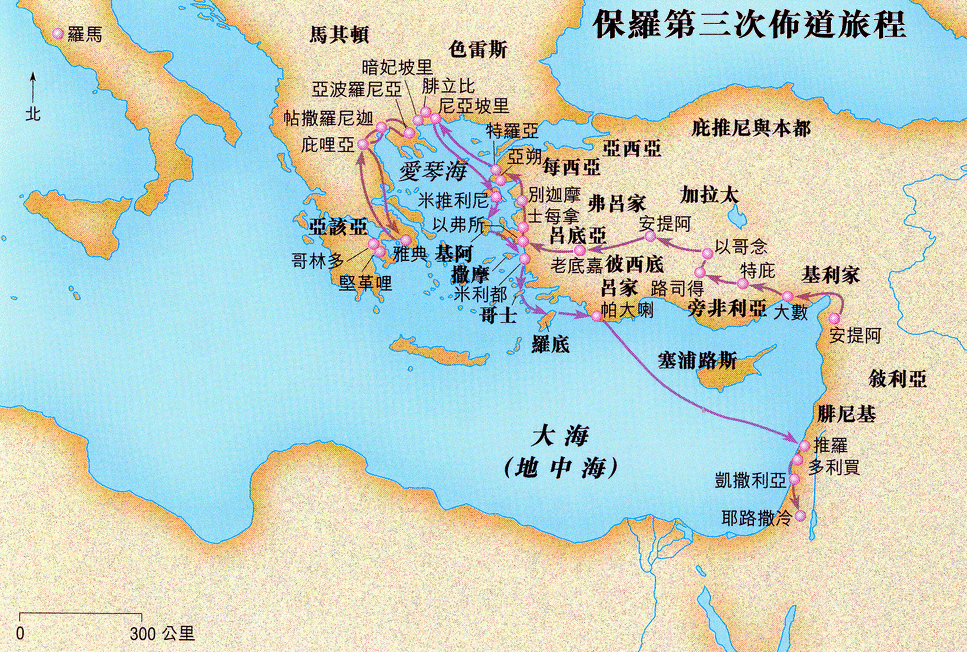 保羅第三次佈道旅程
羅馬
馬其頓
色雷斯
北
暗妃坡里
亞波羅尼亞
腓立比
尼亞坡里
帖撒羅尼迦
特羅亞
庇推尼與本都
庇哩亞
亞朔
亞西亞
每西亞
愛琴海
米推利尼
別迦摩
弗呂家
加拉太
士每拿
亞該亞
以弗所
呂底亞
安提阿
以哥念
哥林多
雅典
基阿
老底嘉
彼西底
特庇
基利家
堅革哩
撒摩
米利都
呂家
路司得
哥士
帕大喇
旁非利亞
大數
安提阿
羅底
塞浦路斯
敍利亞
腓尼基
大海
(地中海)
推羅
多利買
凱撒利亞
耶路撒冷
0
300 公里